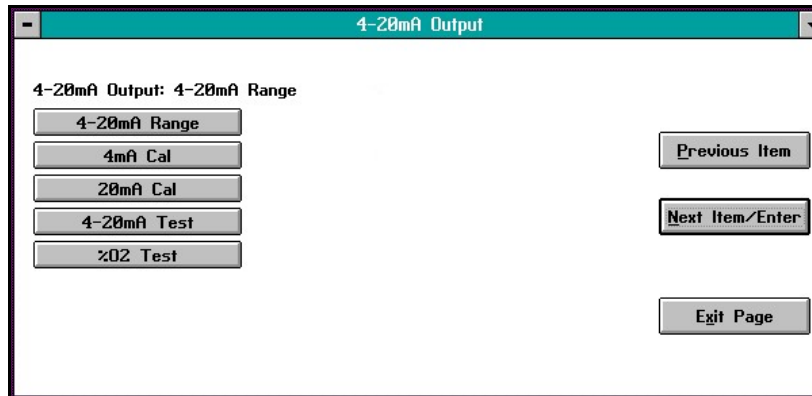 4-20mA Output
4-20mA Output: 4-20mA Range
4-20mA Range
4mA Cal
20mA Cal
4-20mA Test
%O2 Test
Previous Item
Next Item/Enter
Exit Page